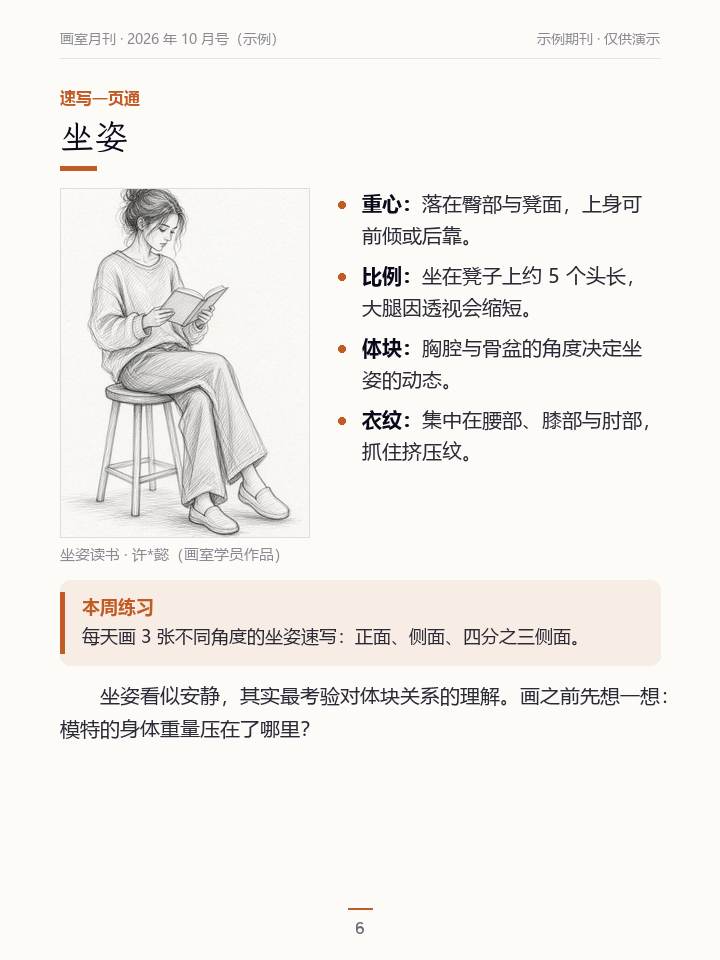 画室月刊 · 2026 年 10 月号（示例）
示例期刊 · 仅供演示
速写一页通
坐姿
重心：落在臀部与凳面，上身可
前倾或后靠。
比例：坐在凳子上约 5 个头长，
大腿因透视会缩短。
体块：胸腔与骨盆的角度决定坐
姿的动态。
衣纹：集中在腰部、膝部与肘部，
抓住挤压纹。
坐姿读书 · 许*懿（画室学员作品）
本周练习
每天画 3 张不同角度的坐姿速写：正面、侧面、四分之三侧面。
坐姿看似安静，其实最考验对体块关系的理解。画之前先想一想：
模特的身体重量压在了哪里？
6